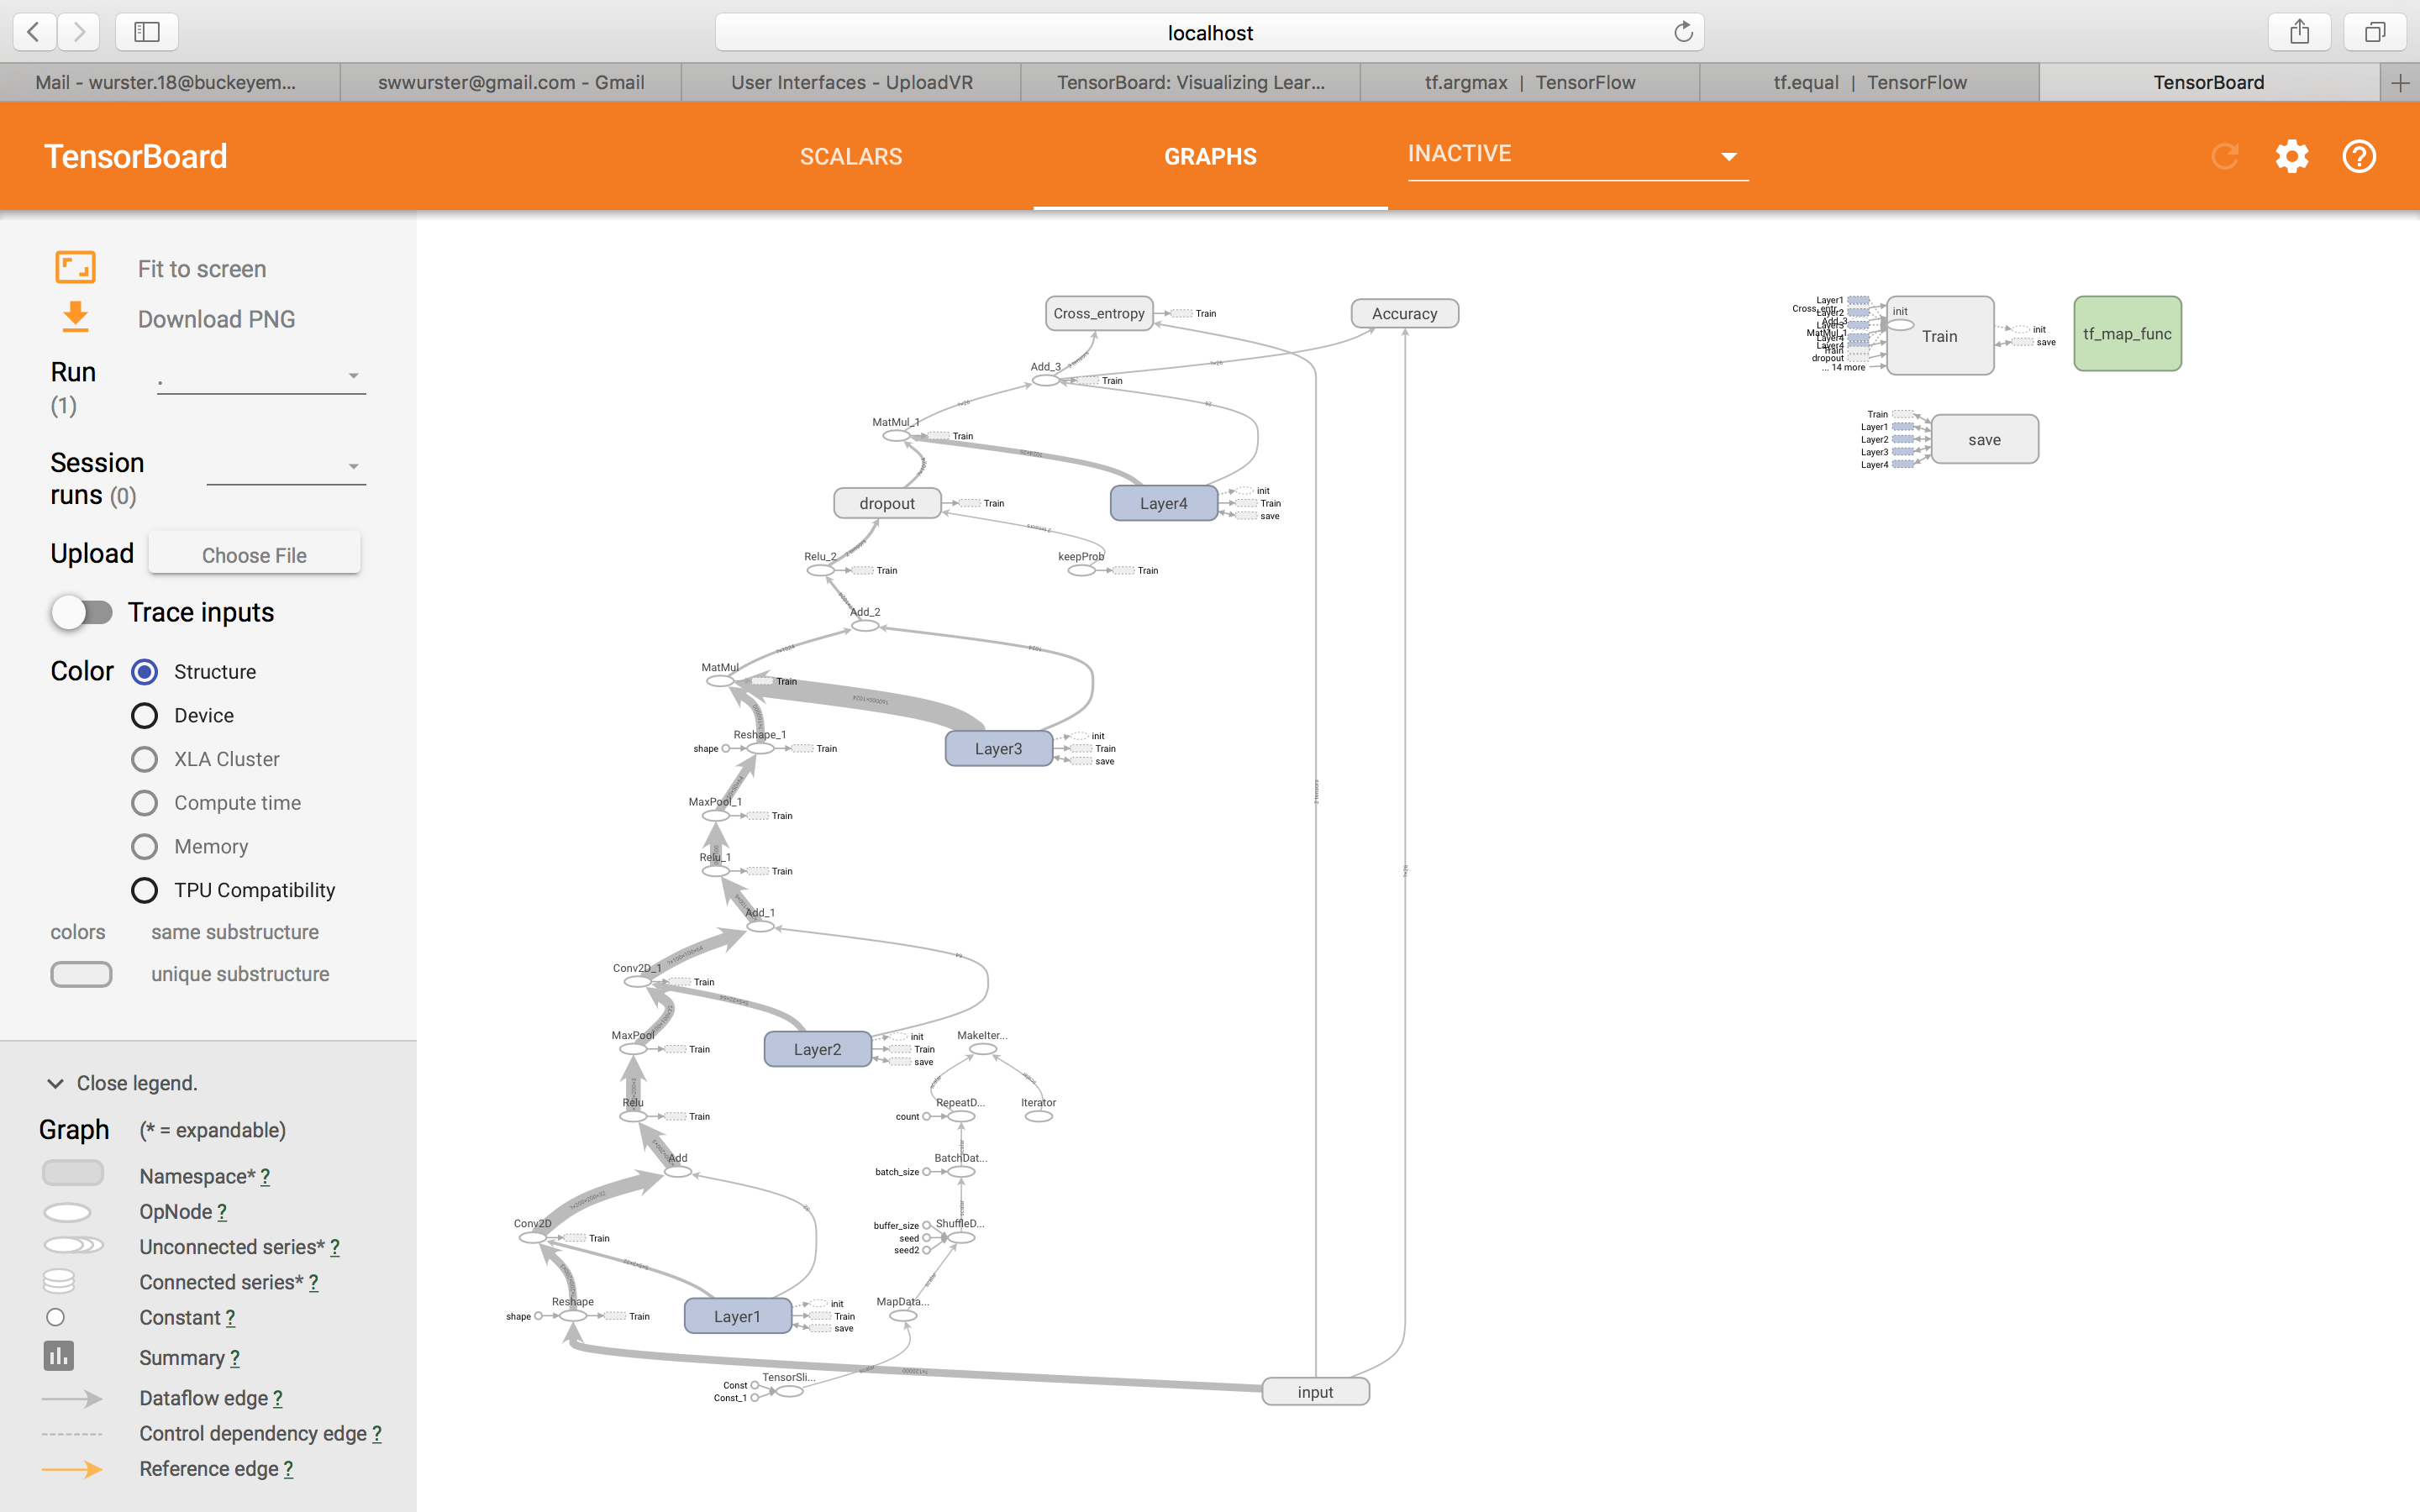 localhost
Mail - wurster.18@buckeyem...
swwurster@gmail.com - Gmail
User Interfaces - UploadVR
TensorBoard: Visualizing Lear...
tf.argmax | TensorFlow
tf.equal | TensorFlow
TensorBoard
TensorBoard
SCALARS
GRAPHS
INACTIVE
Fit to screen
Download PNG
Run
(1)
.
Session
runs (0)
Upload
Choose File
Trace inputs
Color
Structure
Device
XLA Cluster
Compute time
Memory
TPU Compatibility
colors
same substructure
unique substructure
Close legend.
Graph
(* = expandable)
Namespace* ?
OpNode ?
Unconnected series* ?
Connected series* ?
Constant ?
Summary ?
Dataflow edge ?
Control dependency edge ?
Reference edge ?
Cross_entropy
Train
Accuracy
Add_3
Train
MatMul_1
Train
dropout
Train
Layer4
init
Train
save
Relu_2
Train
keepProb
Train
Add_2
MatMul
Train
Reshape_1
shape
Train
Layer3
init
Train
save
MaxPool_1
Train
Relu_1
Train
Add_1
Conv2D_1
Train
MaxPool
Train
Layer2
init
Train
save
MakeIter...
Relu
Train
RepeatD...
count
Iterator
Add
BatchDat...
batch_size
Conv2D
Train
ShuffleD...
buffer_size
seed
seed2
Reshape
shape
Train
Layer1
init
Train
save
MapData...
TensorSli...
Const
Const_1
input
Layer1
Cross_entr...
Layer2
Add_3
Layer3
MatMul_1
Layer4
Train
dropout
... 14 more
init
Train
init
save
tf_map_func
Train
Layer1
Layer2
Layer3
Layer4
save